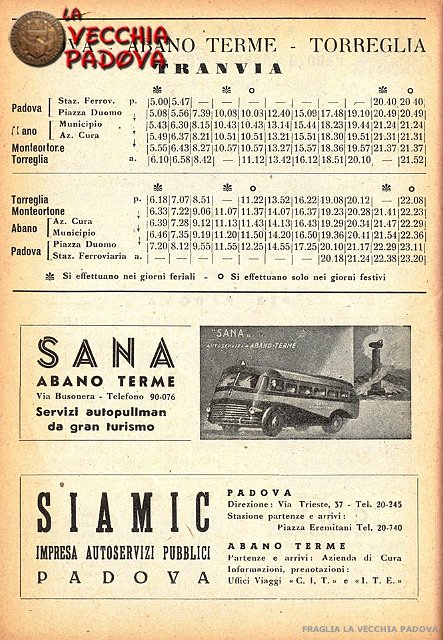 LA
VECCHIA
PADOVA
OVA - ABANO TERME - TORREGLIA
TRANVIA
Padova Staz. Ferrov. p. 5.00 5.47 — — — — — — — 20.40 20.40
Piazza Duomo 5.08 5.56 7.39 10.08 10.03 12.40 15.09 17.48 19.10 20.49 20.49
Abano Municipio 5.43 6.30 8.15 10.43 10.43 13.14 15.44 18.23 19.44 21.24 21.24
Az. Cura 5.49 6.37 8.21 10.51 10.51 13.21 15.51 18.30 19.51 21.31 21.31
Monteortone 5.55 6.43 8.27 10.57 10.57 13.27 15.57 18.36 19.57 21.37 21.37
Torreglia a. 6.10 6.58 8.42 — 11.12 13.42 16.12 18.51 20.10 — 21.52
Torreglia p. 6.18 7.07 8.51 — 11.22 13.52 16.22 19.08 20.12 — 22.08
Monteortone 6.33 7.22 9.06 11.07 11.37 14.07 16.37 19.23 20.28 22.41 22.23
Abano Az. Cura 6.39 7.28 9.12 11.13 11.43 14.13 16.43 19.29 20.34 21.47 22.29
Municipio 6.46 7.35 9.19 11.20 11.50 14.20 16.50 19.36 20.41 21.54 22.36
Padova Piazza Duomo 7.20 8.12 9.55 11.55 12.25 14.55 17.25 20.10 21.17 22.29 23.11
Staz. Ferroviaria a. — — — — — — — 20.18 21.24 22.38 23.20
Si effettuano nei giorni feriali - o Si effettuano solo nei giorni festivi
SANA
ABANO TERME
Via Busonera - Telefono 90-076
Servizi autopullman
da gran turismo
"SANA"
AUTOSERVIZI - ABANO-TERME
SIAMIC
IMPRESA AUTOSERVIZI PUBBLICI
PADOVA
PADOVA
Direzione: Via Trieste, 37 - Tel. 20-245
Stazione partenze e arrivi:
Piazza Eremitani Tel. 20-740
ABANO TERME
Partenze e arrivi: Azienda di Cura
Informazioni, prenotazioni:
Uffici Viaggi «C. I. T.» e «I. T. E.»
FRAGLIA LA VECCHIA PADOVA